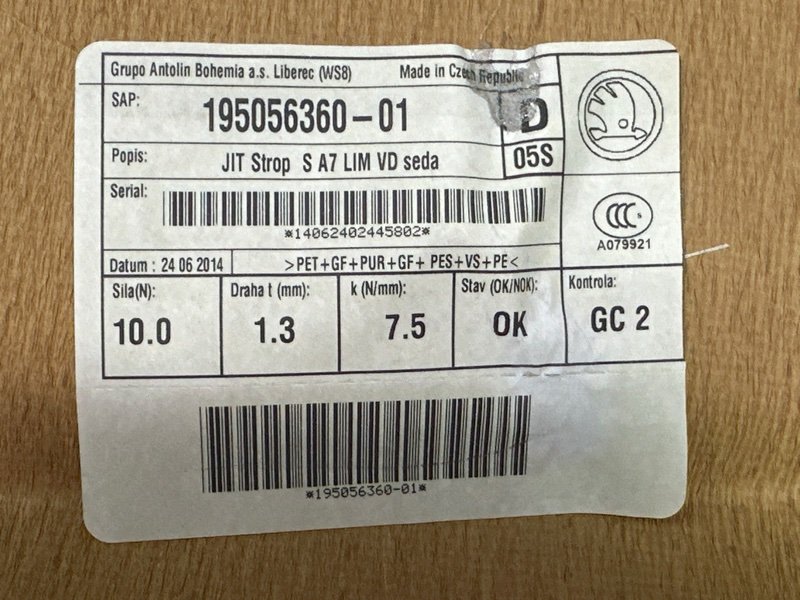 Grupo Antolin Bohemia a.s. Liberec (WS8) Made in Czech Republic
SAP: 195056360-01 D
Popis: JIT Strop S A7 LIM VD seda 05S
Serial:
*14062402445802*
CCC S
A079921
Datum : 24 06 2014 >PET+GF+PUR+GF+ PES+VS+PE<
Sila(N): Draha t (mm): k (N/mm): Stav (OK/NOK): Kontrola:
10.0 1.3 7.5 OK GC 2
*195056360-01*